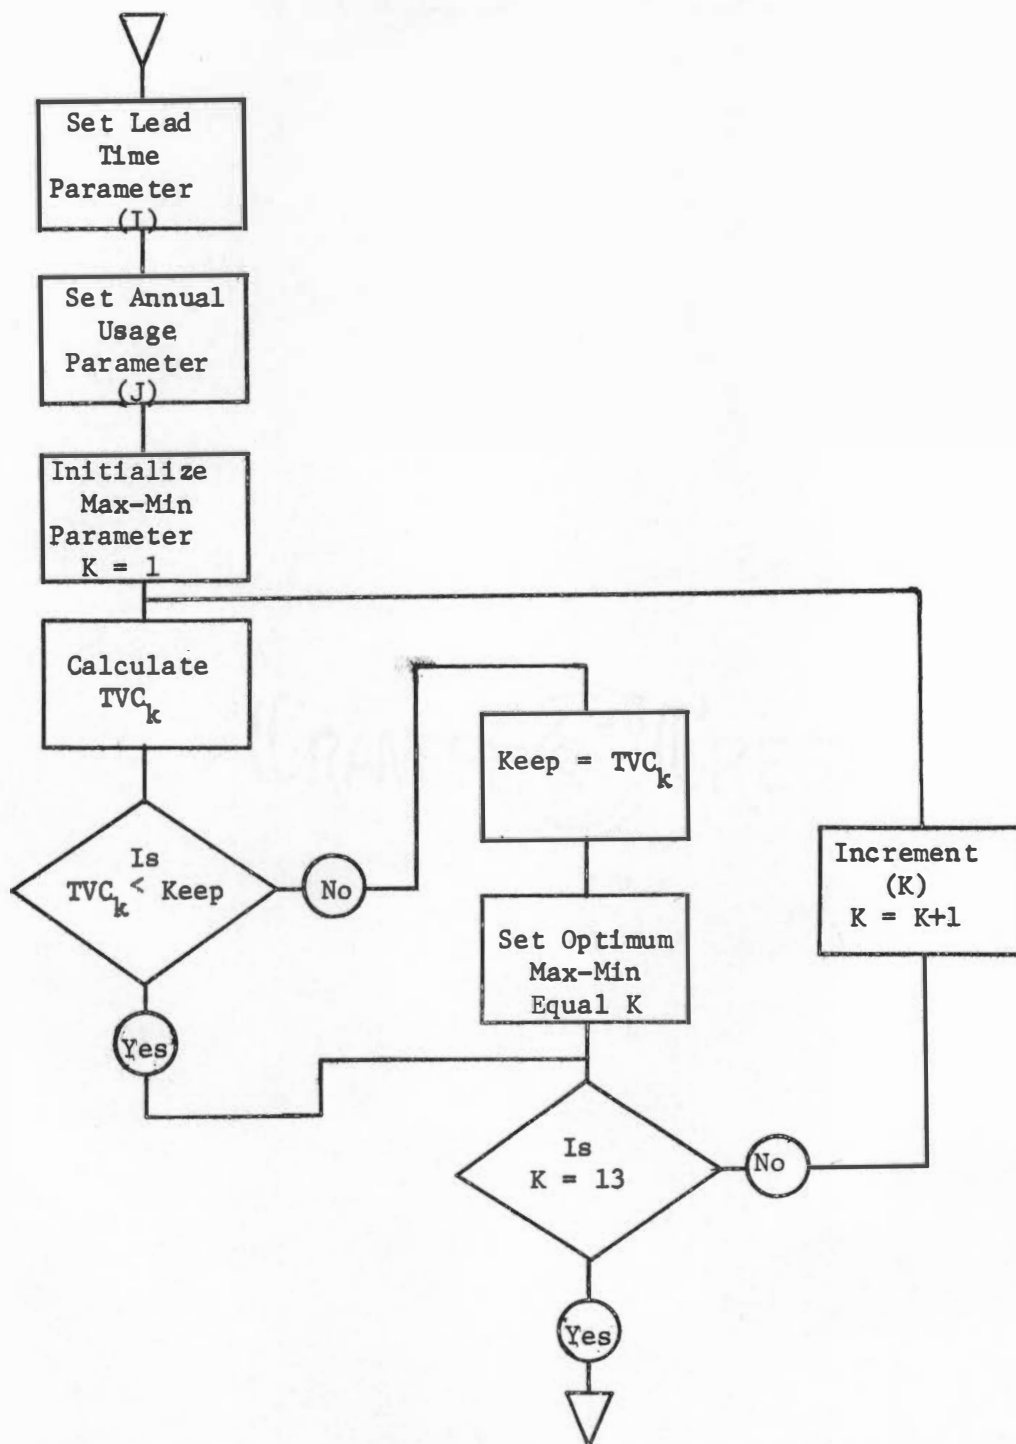 Set Lead
Time
Parameter
(I)
Set Annual
Usage
Parameter
(J)
Initialize
Max-Min
Parameter
K = 1
Calculate
TVCk
Is
TVCk < Keep
No
Yes
Keep = TVCk
Set Optimum
Max-Min
Equal K
Is
K = 13
No
Yes
Increment
(K)
K = K+1